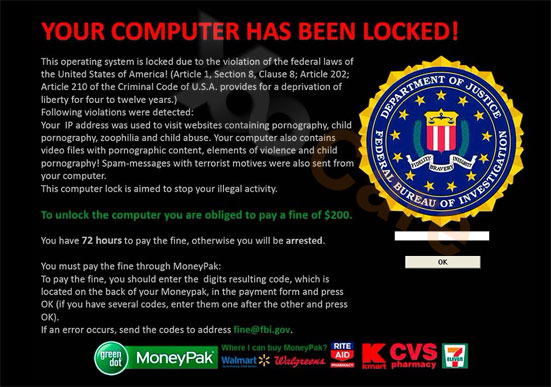 YOUR COMPUTER HAS BEEN LOCKED!
This operating system is locked due to the violation of the federal laws of
the United States of America! (Article 1, Section 8, Clause 8; Article 202;
Article 210 of the Criminal Code of U.S.A. provides for a deprivation of
liberty for four to twelve years.)
Following violations were detected:
Your IP address was used to visit websites containing pornography, child
pornography, zoophilia and child abuse. Your computer also contains
video files with pornographic content, elements of violence and child
pornography! Spam-messages with terrorist motives were also sent from
your computer.
This computer lock is aimed to stop your illegal activity.
To unlock the computer you are obliged to pay a fine of $200.
You have 72 hours to pay the fine, otherwise you will be arrested.
You must pay the fine through MoneyPak:
To pay the fine, you should enter the digits resulting code, which is
located on the back of your Moneypak, in the payment form and press
OK (if you have several codes, enter them one after the other and press
OK).
If an error occurs, send the codes to address fine@fbi.gov.
DEPARTMENT OF JUSTICE
FIDELITY BRAVERY INTEGRITY
FEDERAL BUREAU OF INVESTIGATION
OK
green dot MoneyPak
Where I can buy MoneyPak?
Walmart
Walgreens
RITE AID PHARMACY
K kmart
CVS pharmacy
7 ELEVEN